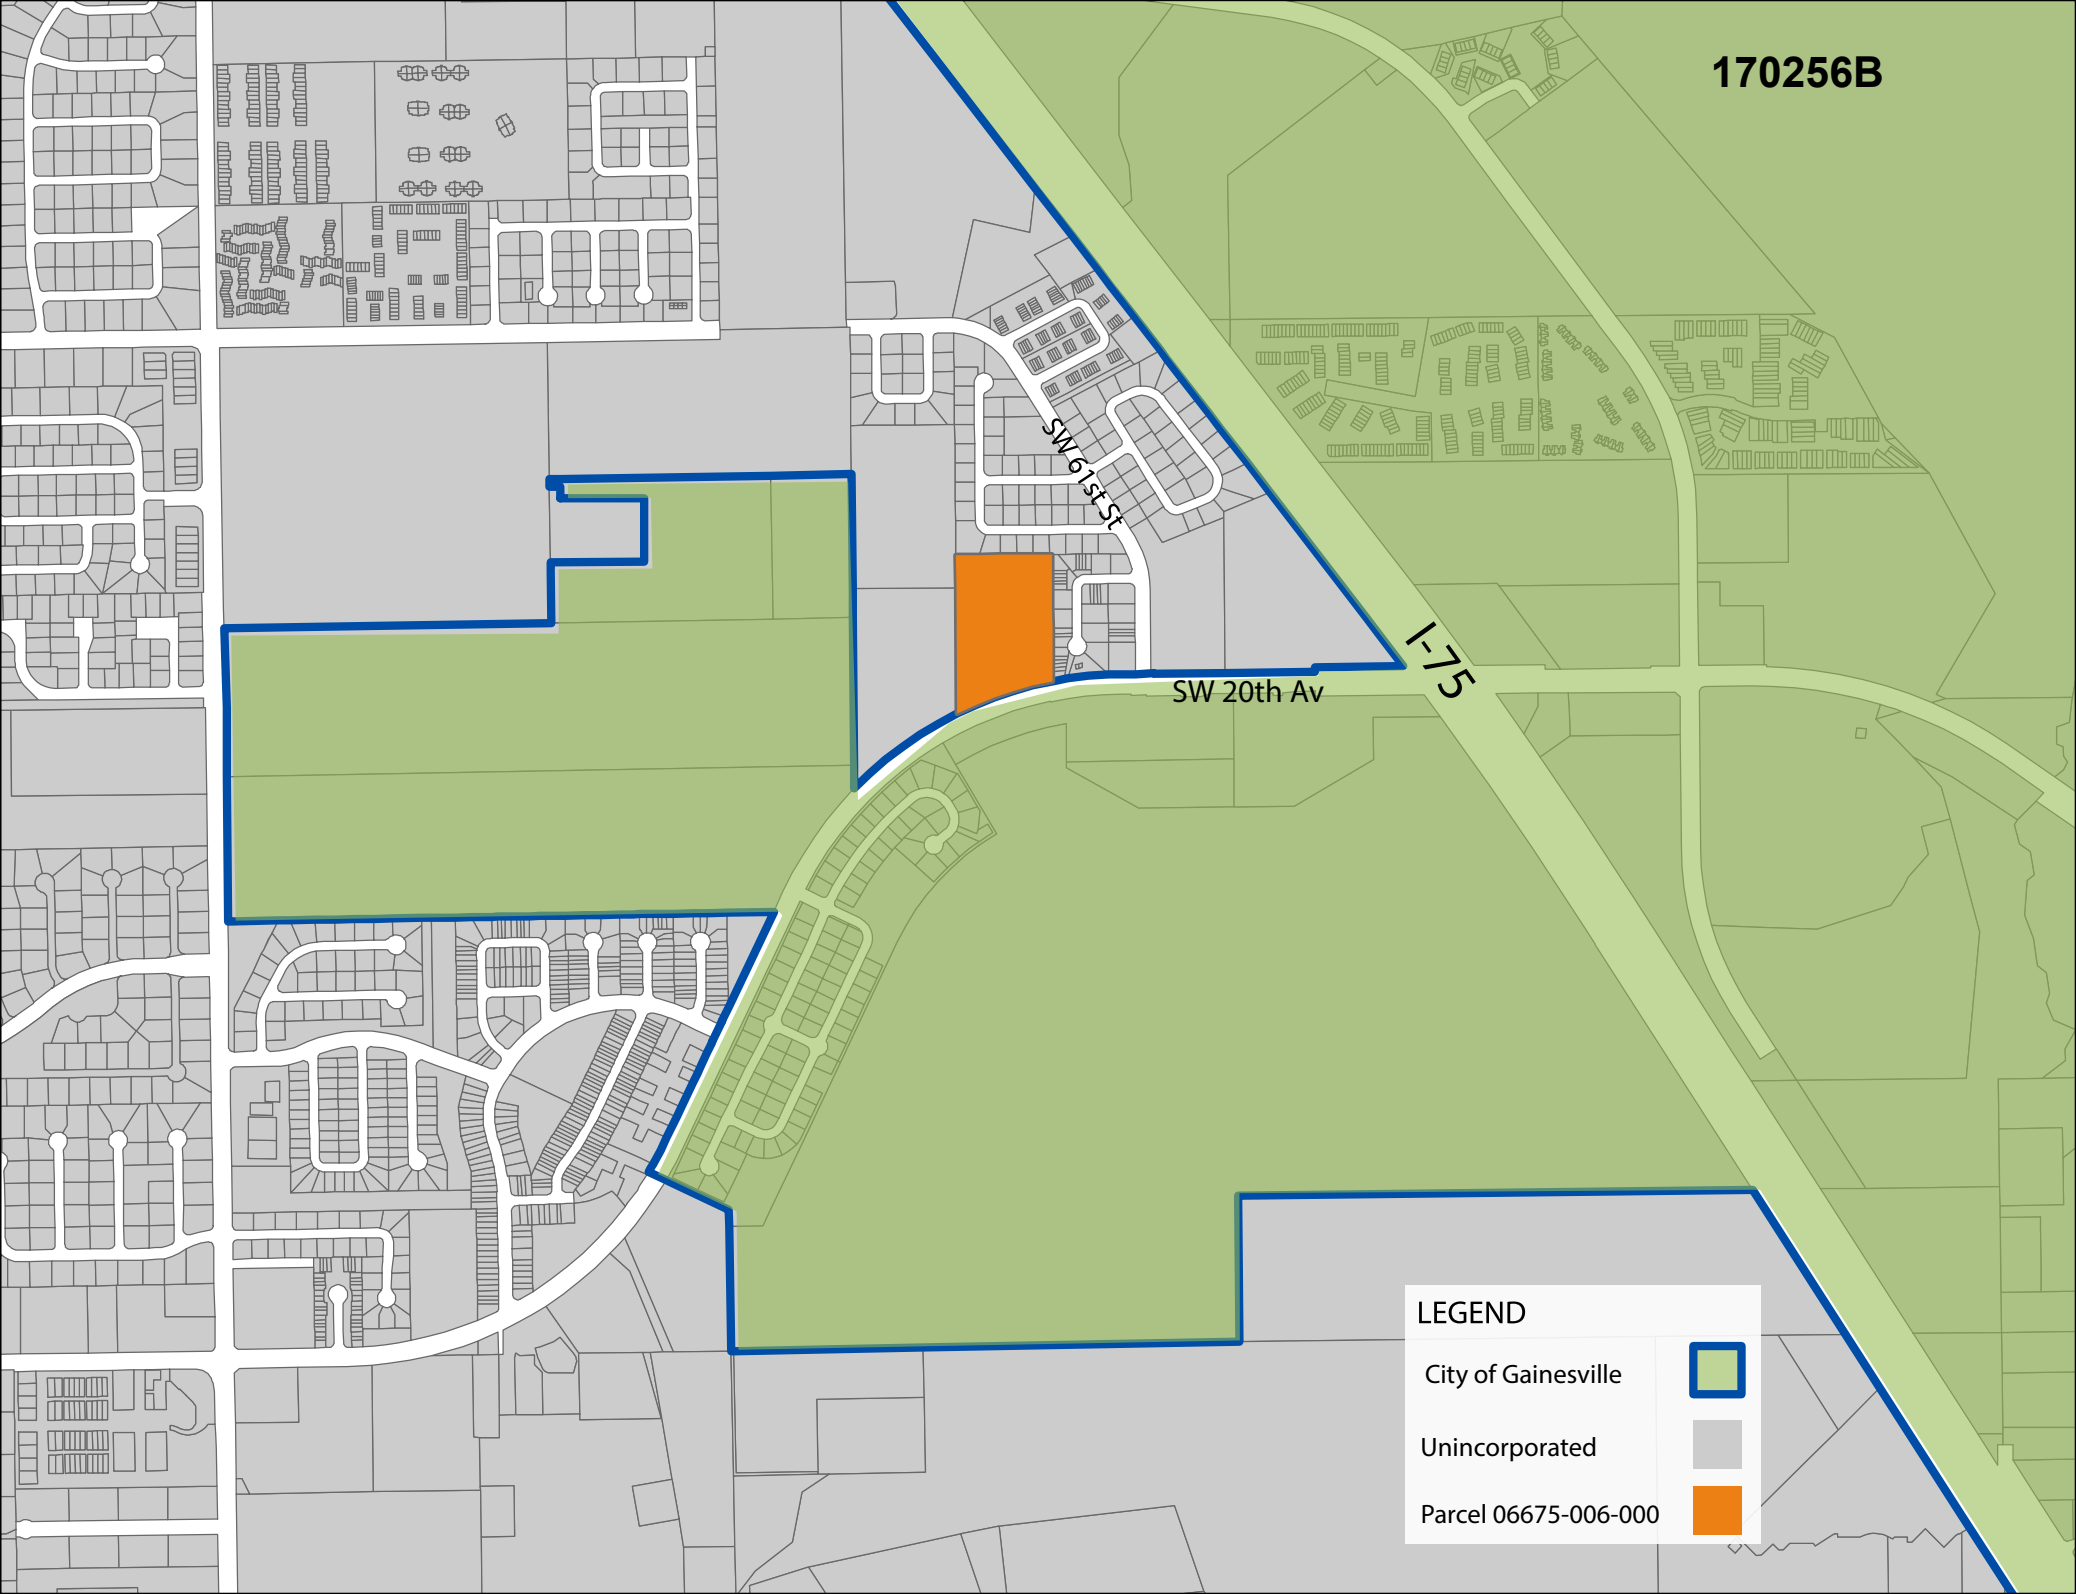 170256B
SW 61st St
I-75
SW 20th Av
LEGEND
City of Gainesville
Unincorporated
Parcel 06675-006-000